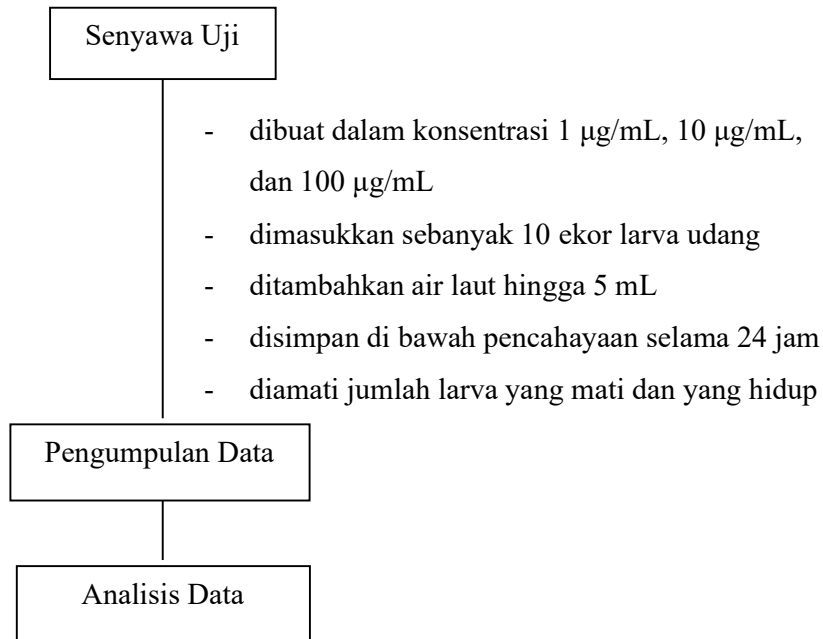 Senyawa Uji
- dibuat dalam konsentrasi 1 μg/mL, 10 μg/mL,
dan 100 μg/mL
- dimasukkan sebanyak 10 ekor larva udang
- ditambahkan air laut hingga 5 mL
- disimpan di bawah pencahayaan selama 24 jam
- diamati jumlah larva yang mati dan yang hidup
Pengumpulan Data
Analisis Data